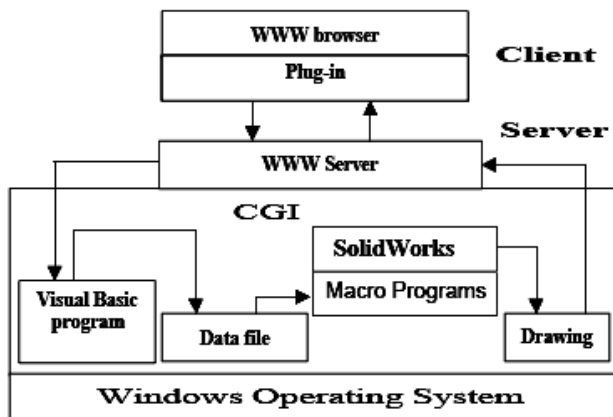 WWW browser
Plug-in
Client
Server
WWW Server
CGI
SolidWorks
Macro Programs
Visual Basic
program
Data file
Drawing
Windows Operating System